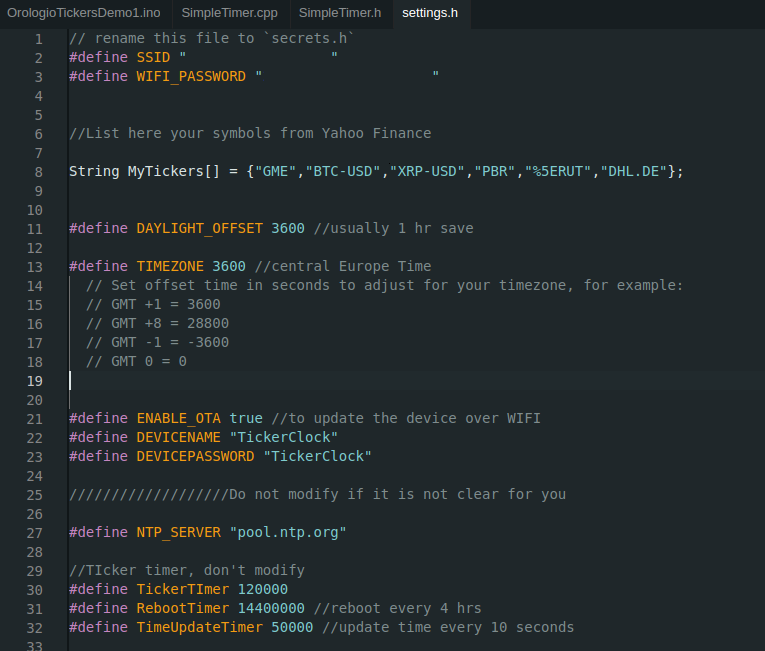 OrologioTickersDemo1.ino SimpleTimer.cpp SimpleTimer.h settings.h
1 // rename this file to `secrets.h`
2 #define SSID " "
3 #define WIFI_PASSWORD " "
4
5
6 //List here your symbols from Yahoo Finance
7
8 String MyTickers[] = {"GME","BTC-USD","XRP-USD","PBR","%5ERUT","DHL.DE"};
9
10
11 #define DAYLIGHT_OFFSET 3600 //usually 1 hr save
12
13 #define TIMEZONE 3600 //central Europe Time
14 // Set offset time in seconds to adjust for your timezone, for example:
15 // GMT +1 = 3600
16 // GMT +8 = 28800
17 // GMT -1 = -3600
18 // GMT 0 = 0
19
20
21 #define ENABLE_OTA true //to update the device over WIFI
22 #define DEVICENAME "TickerClock"
23 #define DEVICEPASSWORD "TickerClock"
24
25 ///////////////////Do not modify if it is not clear for you
26
27 #define NTP_SERVER "pool.ntp.org"
28
29 //TIcker timer, don't modify
30 #define TickerTImer 120000
31 #define RebootTimer 14400000 //reboot every 4 hrs
32 #define TimeUpdateTimer 50000 //update time every 10 seconds
33